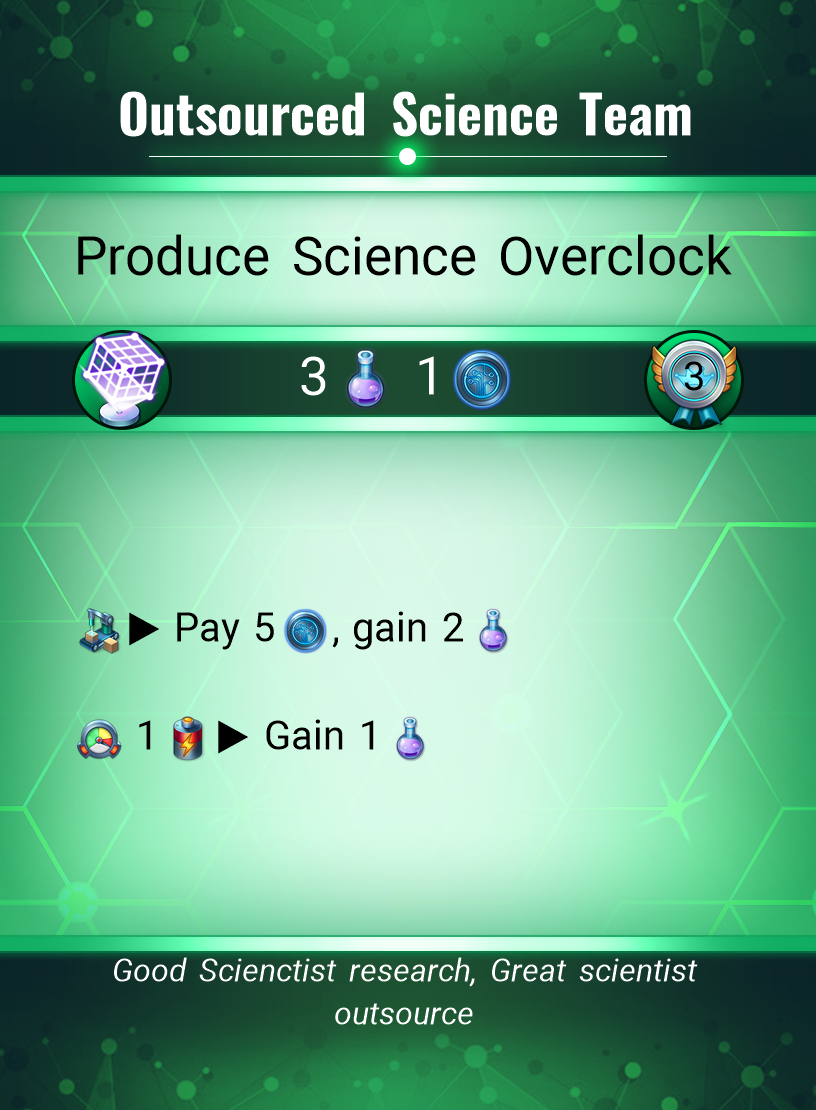 Outsourced Science Team
Produce Science Overclock
3 1 3
Pay 5 , gain 2
1 Gain 1
Good Scienctist research, Great scientist
outsource